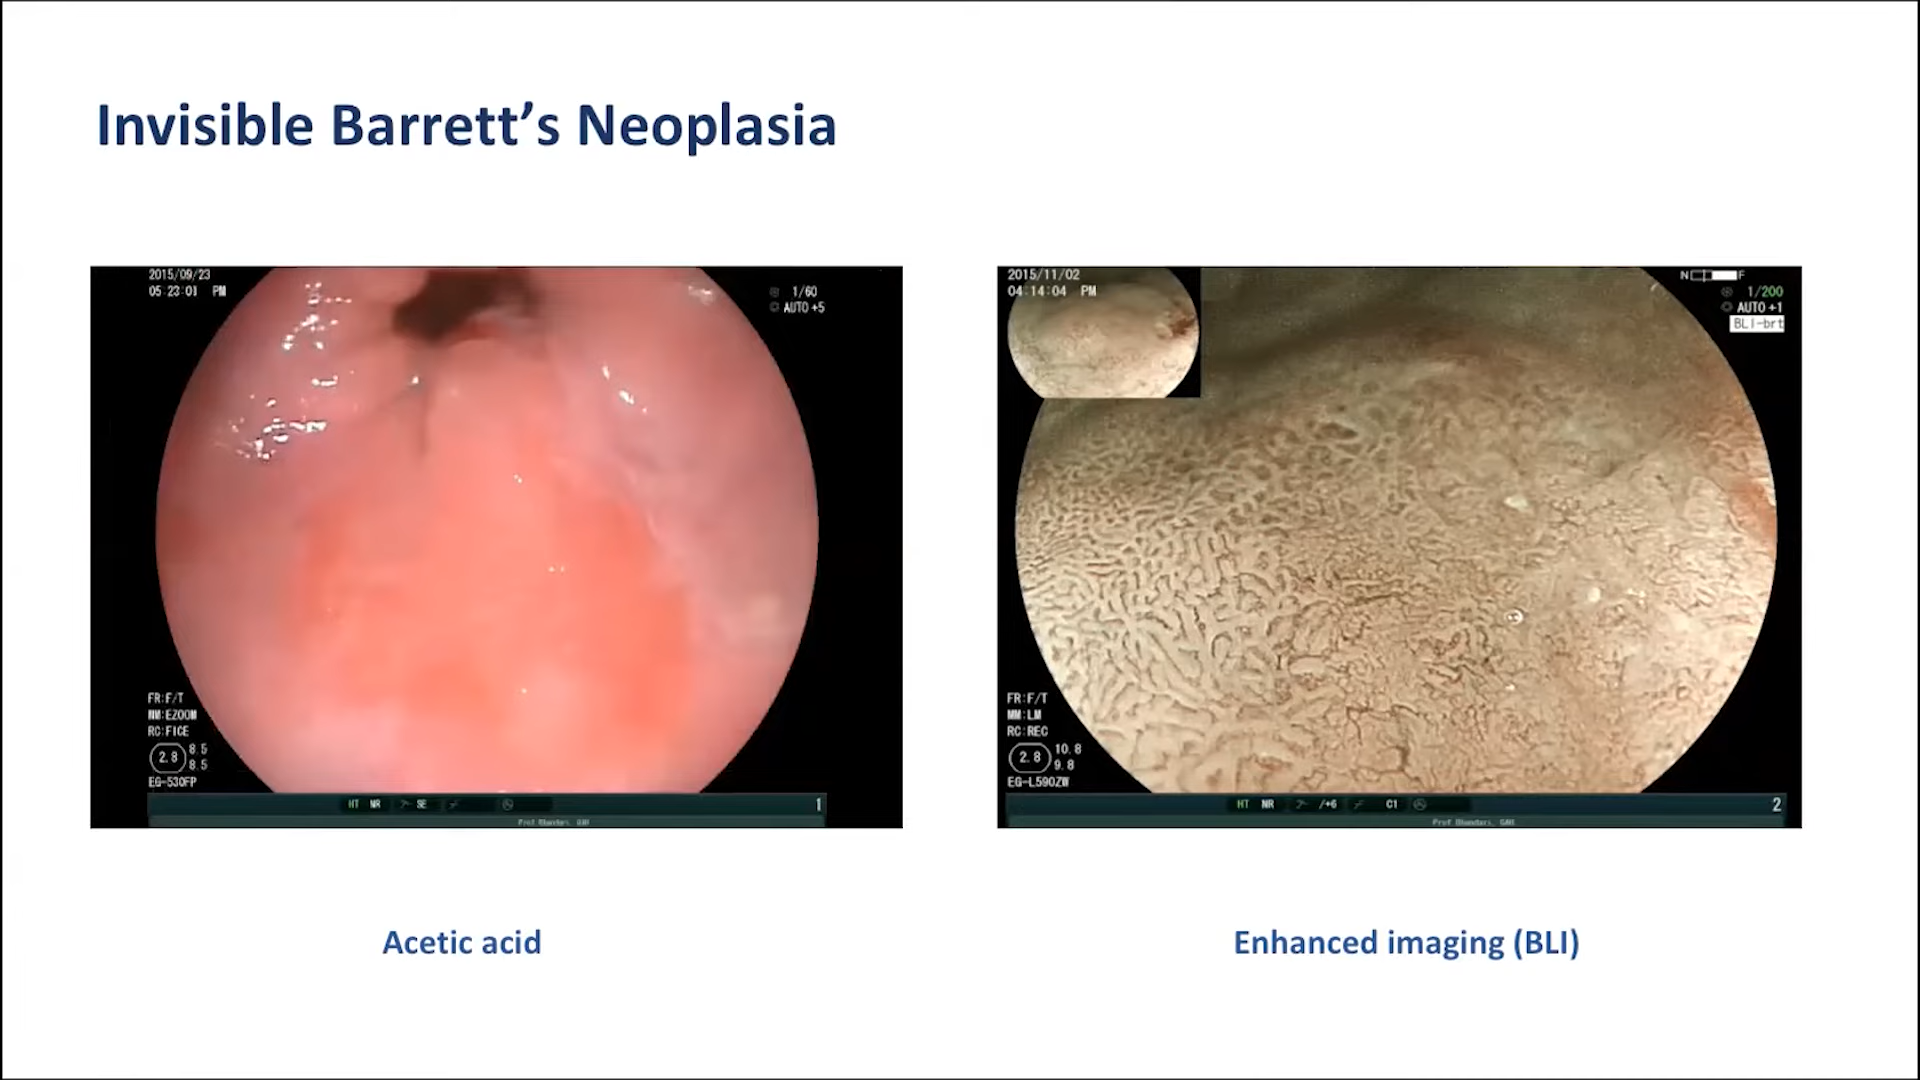 Invisible Barrett’s Neoplasia
2015/09/23
05:23:01 PM
1/60
AUTO +5
FR:F/T
MM:EZOOM
RC:FICE
2.8
8.5
8.5
EG-530FP
HT NR SE
1
2015/11/02
04:14:04 PM
N F
1/200
AUTO +1
BLI-brt
FR:F/T
MM:LM
RC:REC
2.8
10.8
9.8
EG-L590ZW
HT NR /+6 C1
2
Acetic acid
Enhanced imaging (BLI)